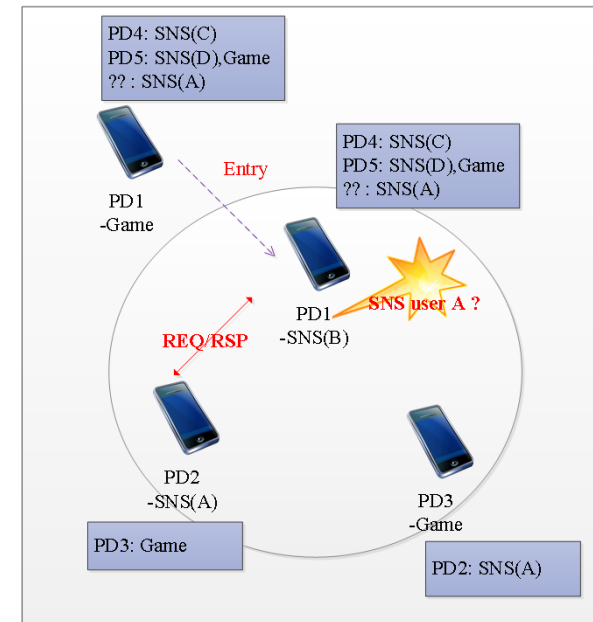 PD4: SNS(C)
PD5: SNS(D),Game
?? : SNS(A)
PD1
-Game
Entry
PD4: SNS(C)
PD5: SNS(D),Game
?? : SNS(A)
PD1
-SNS(B)
SNS user A ?
REQ/RSP
PD2
-SNS(A)
PD3
-Game
PD3: Game
PD2: SNS(A)